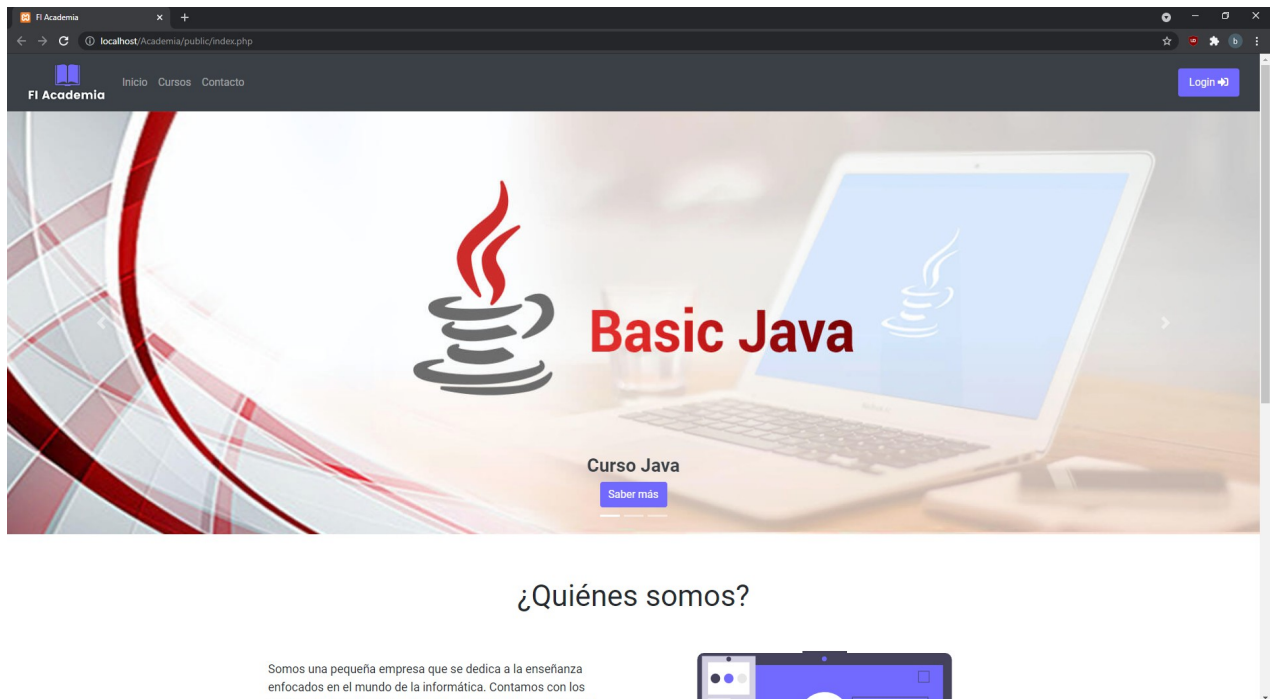 FI Academia
localhost/Academia/public/index.php
FI Academia
Inicio Cursos Contacto
Login
Basic Java
Curso Java
Saber más
¿Quiénes somos?
Somos una pequeña empresa que se dedica a la enseñanza
enfocados en el mundo de la informática. Contamos con los